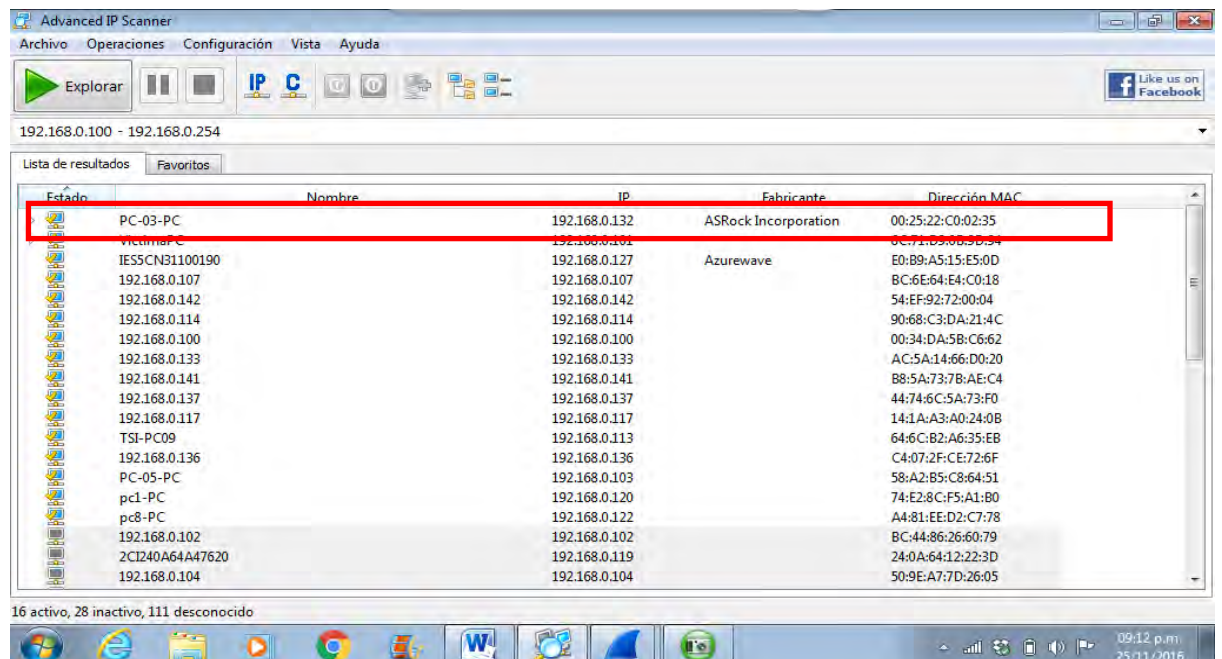 Advanced IP Scanner
Archivo Operaciones Configuración Vista Ayuda
Explorar IP C Like us on Facebook
192.168.0.100 - 192.168.0.254
Lista de resultados Favoritos
Estado Nombre IP Fabricante Dirección MAC
PC-03-PC 192.168.0.132 ASRock Incorporation 00:25:22:C0:02:35
VictimaPC 192.168.0.101
IES5CN31100190 192.168.0.127 Azurewave E0:B9:A5:15:E5:0D
192.168.0.107 192.168.0.107 BC:6E:64:E4:C0:18
192.168.0.142 192.168.0.142 54:EF:92:72:00:04
192.168.0.114 192.168.0.114 90:68:C3:DA:21:4C
192.168.0.100 192.168.0.100 00:34:DA:5B:C6:62
192.168.0.133 192.168.0.133 AC:5A:14:66:D0:20
192.168.0.141 192.168.0.141 B8:5A:73:7B:AE:C4
192.168.0.137 192.168.0.137 44:74:6C:5A:73:F0
192.168.0.117 192.168.0.117 14:1A:A3:A0:24:0B
TSI-PC09 192.168.0.113 64:6C:B2:A6:35:EB
192.168.0.136 192.168.0.136 C4:07:2F:CE:72:6F
PC-05-PC 192.168.0.103 58:A2:B5:C8:64:51
pc1-PC 192.168.0.120 74:E2:8C:F5:A1:B0
pc8-PC 192.168.0.122 A4:81:EE:D2:C7:78
192.168.0.102 192.168.0.102 BC:44:86:26:60:79
2CI240A64A47620 192.168.0.119 24:0A:64:12:22:3D
192.168.0.104 192.168.0.104 50:9E:A7:7D:26:05
16 activo, 28 inactivo, 111 desconocido
09:12 p.m.
25/11/2016